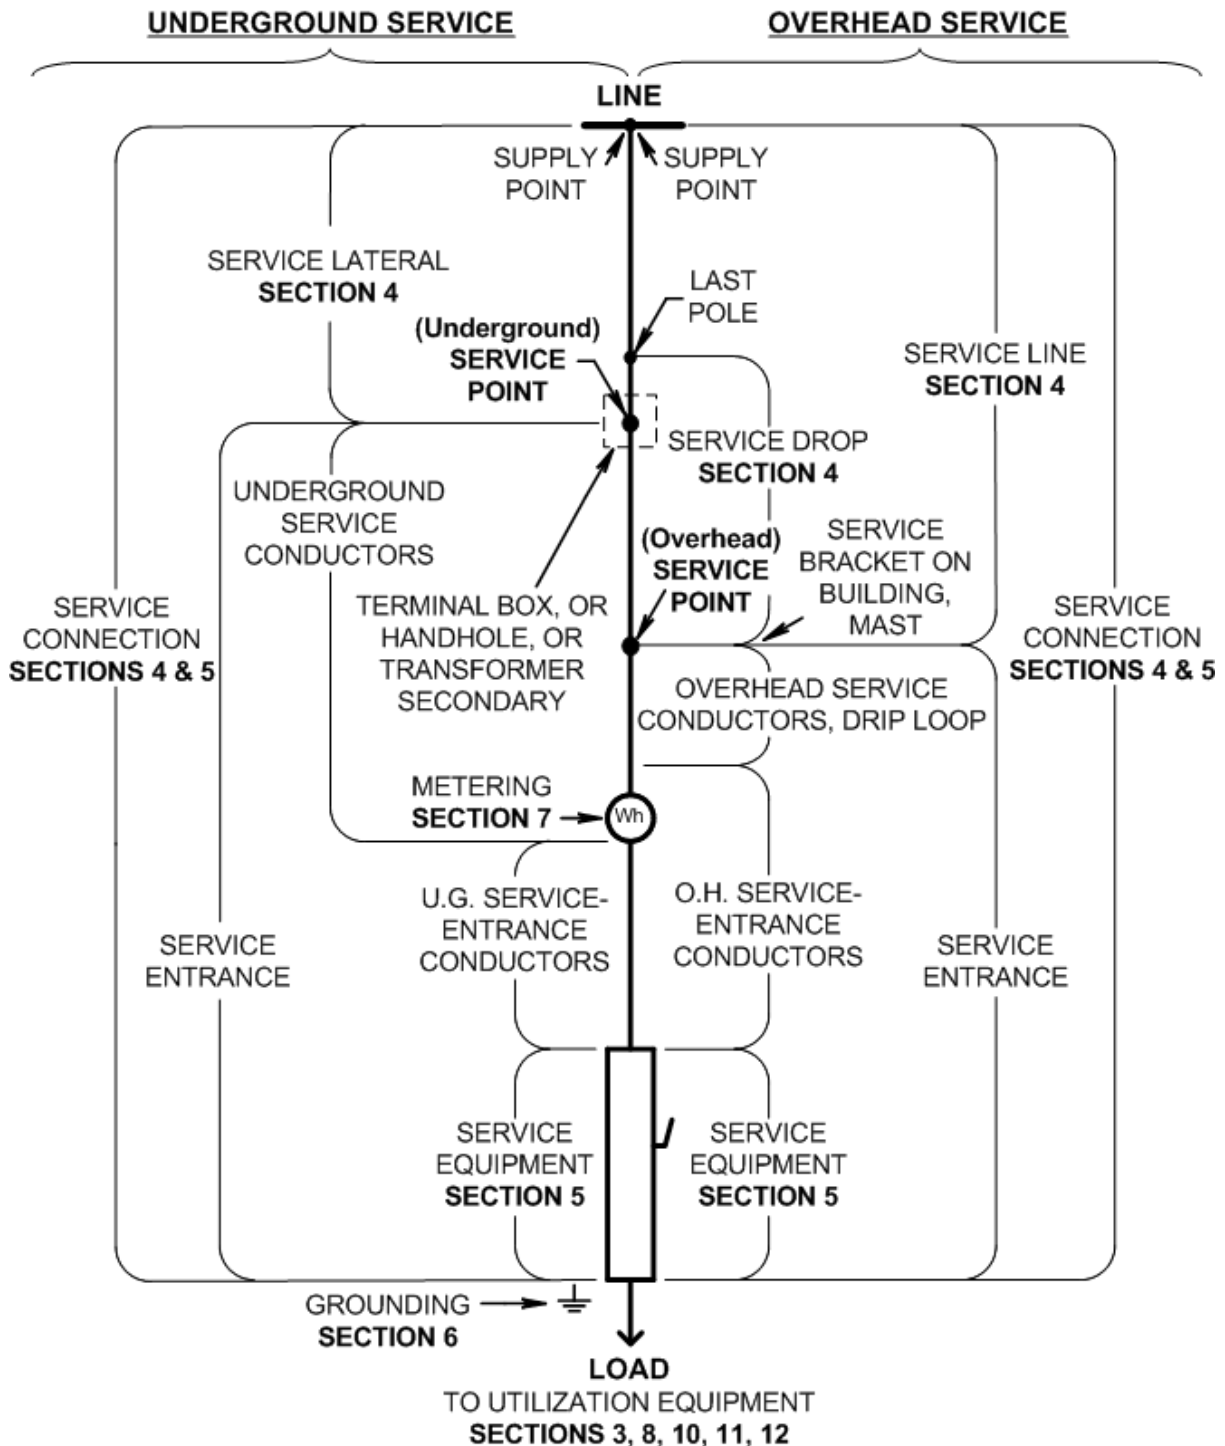 UNDERGROUND SERVICE
OVERHEAD SERVICE
LINE
SUPPLY
POINT
SUPPLY
POINT
SERVICE LATERAL
SECTION 4
LAST
POLE
(Underground)
SERVICE
POINT
SERVICE LINE
SECTION 4
SERVICE DROP
SECTION 4
UNDERGROUND
SERVICE
CONDUCTORS
(Overhead)
SERVICE
POINT
SERVICE
BRACKET ON
BUILDING,
MAST
TERMINAL BOX, OR
HANDHOLE, OR
TRANSFORMER
SECONDARY
SERVICE
CONNECTION
SECTIONS 4 & 5
SERVICE
CONNECTION
SECTIONS 4 & 5
OVERHEAD SERVICE
CONDUCTORS, DRIP LOOP
METERING
SECTION 7
Wh
U.G. SERVICE-
ENTRANCE
CONDUCTORS
O.H. SERVICE-
ENTRANCE
CONDUCTORS
SERVICE
ENTRANCE
SERVICE
ENTRANCE
SERVICE
EQUIPMENT
SECTION 5
SERVICE
EQUIPMENT
SECTION 5
GROUNDING
SECTION 6
LOAD
TO UTILIZATION EQUIPMENT
SECTIONS 3, 8, 10, 11, 12